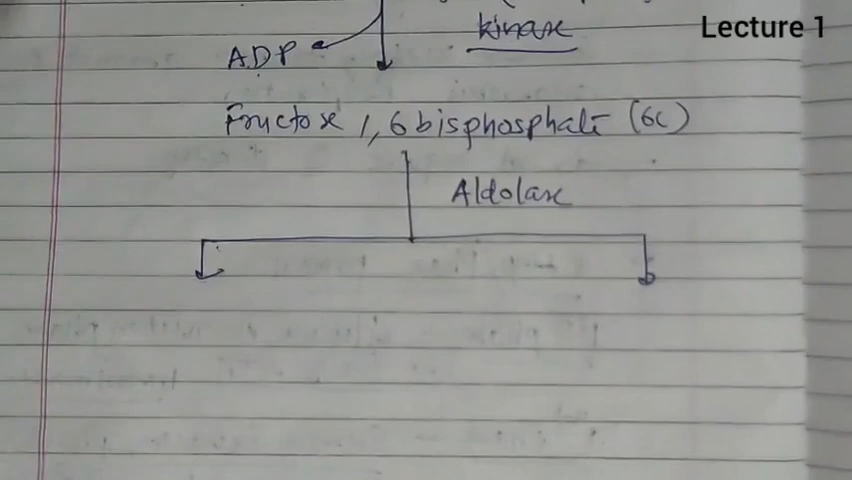 kinase
Lecture 1
ADP
Fructose 1,6 bisphosphate (6C)
Aldolase